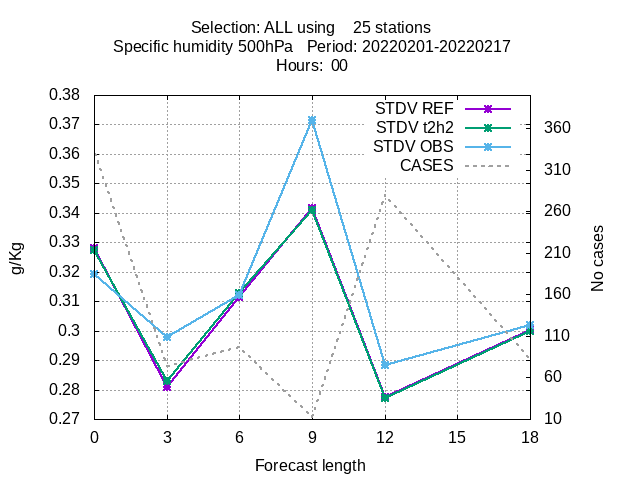 Selection: ALL using    25 stations
Specific humidity 500hPa   Period: 20220201-20220217
Hours:  00
STDV REF
STDV t2h2
STDV OBS
CASES
g/Kg
0.38
0.37
0.36
0.35
0.34
0.33
0.32
0.31
0.3
0.29
0.28
0.27
No cases
360
310
260
210
160
110
60
10
0 3 6 9 12 15 18
Forecast length